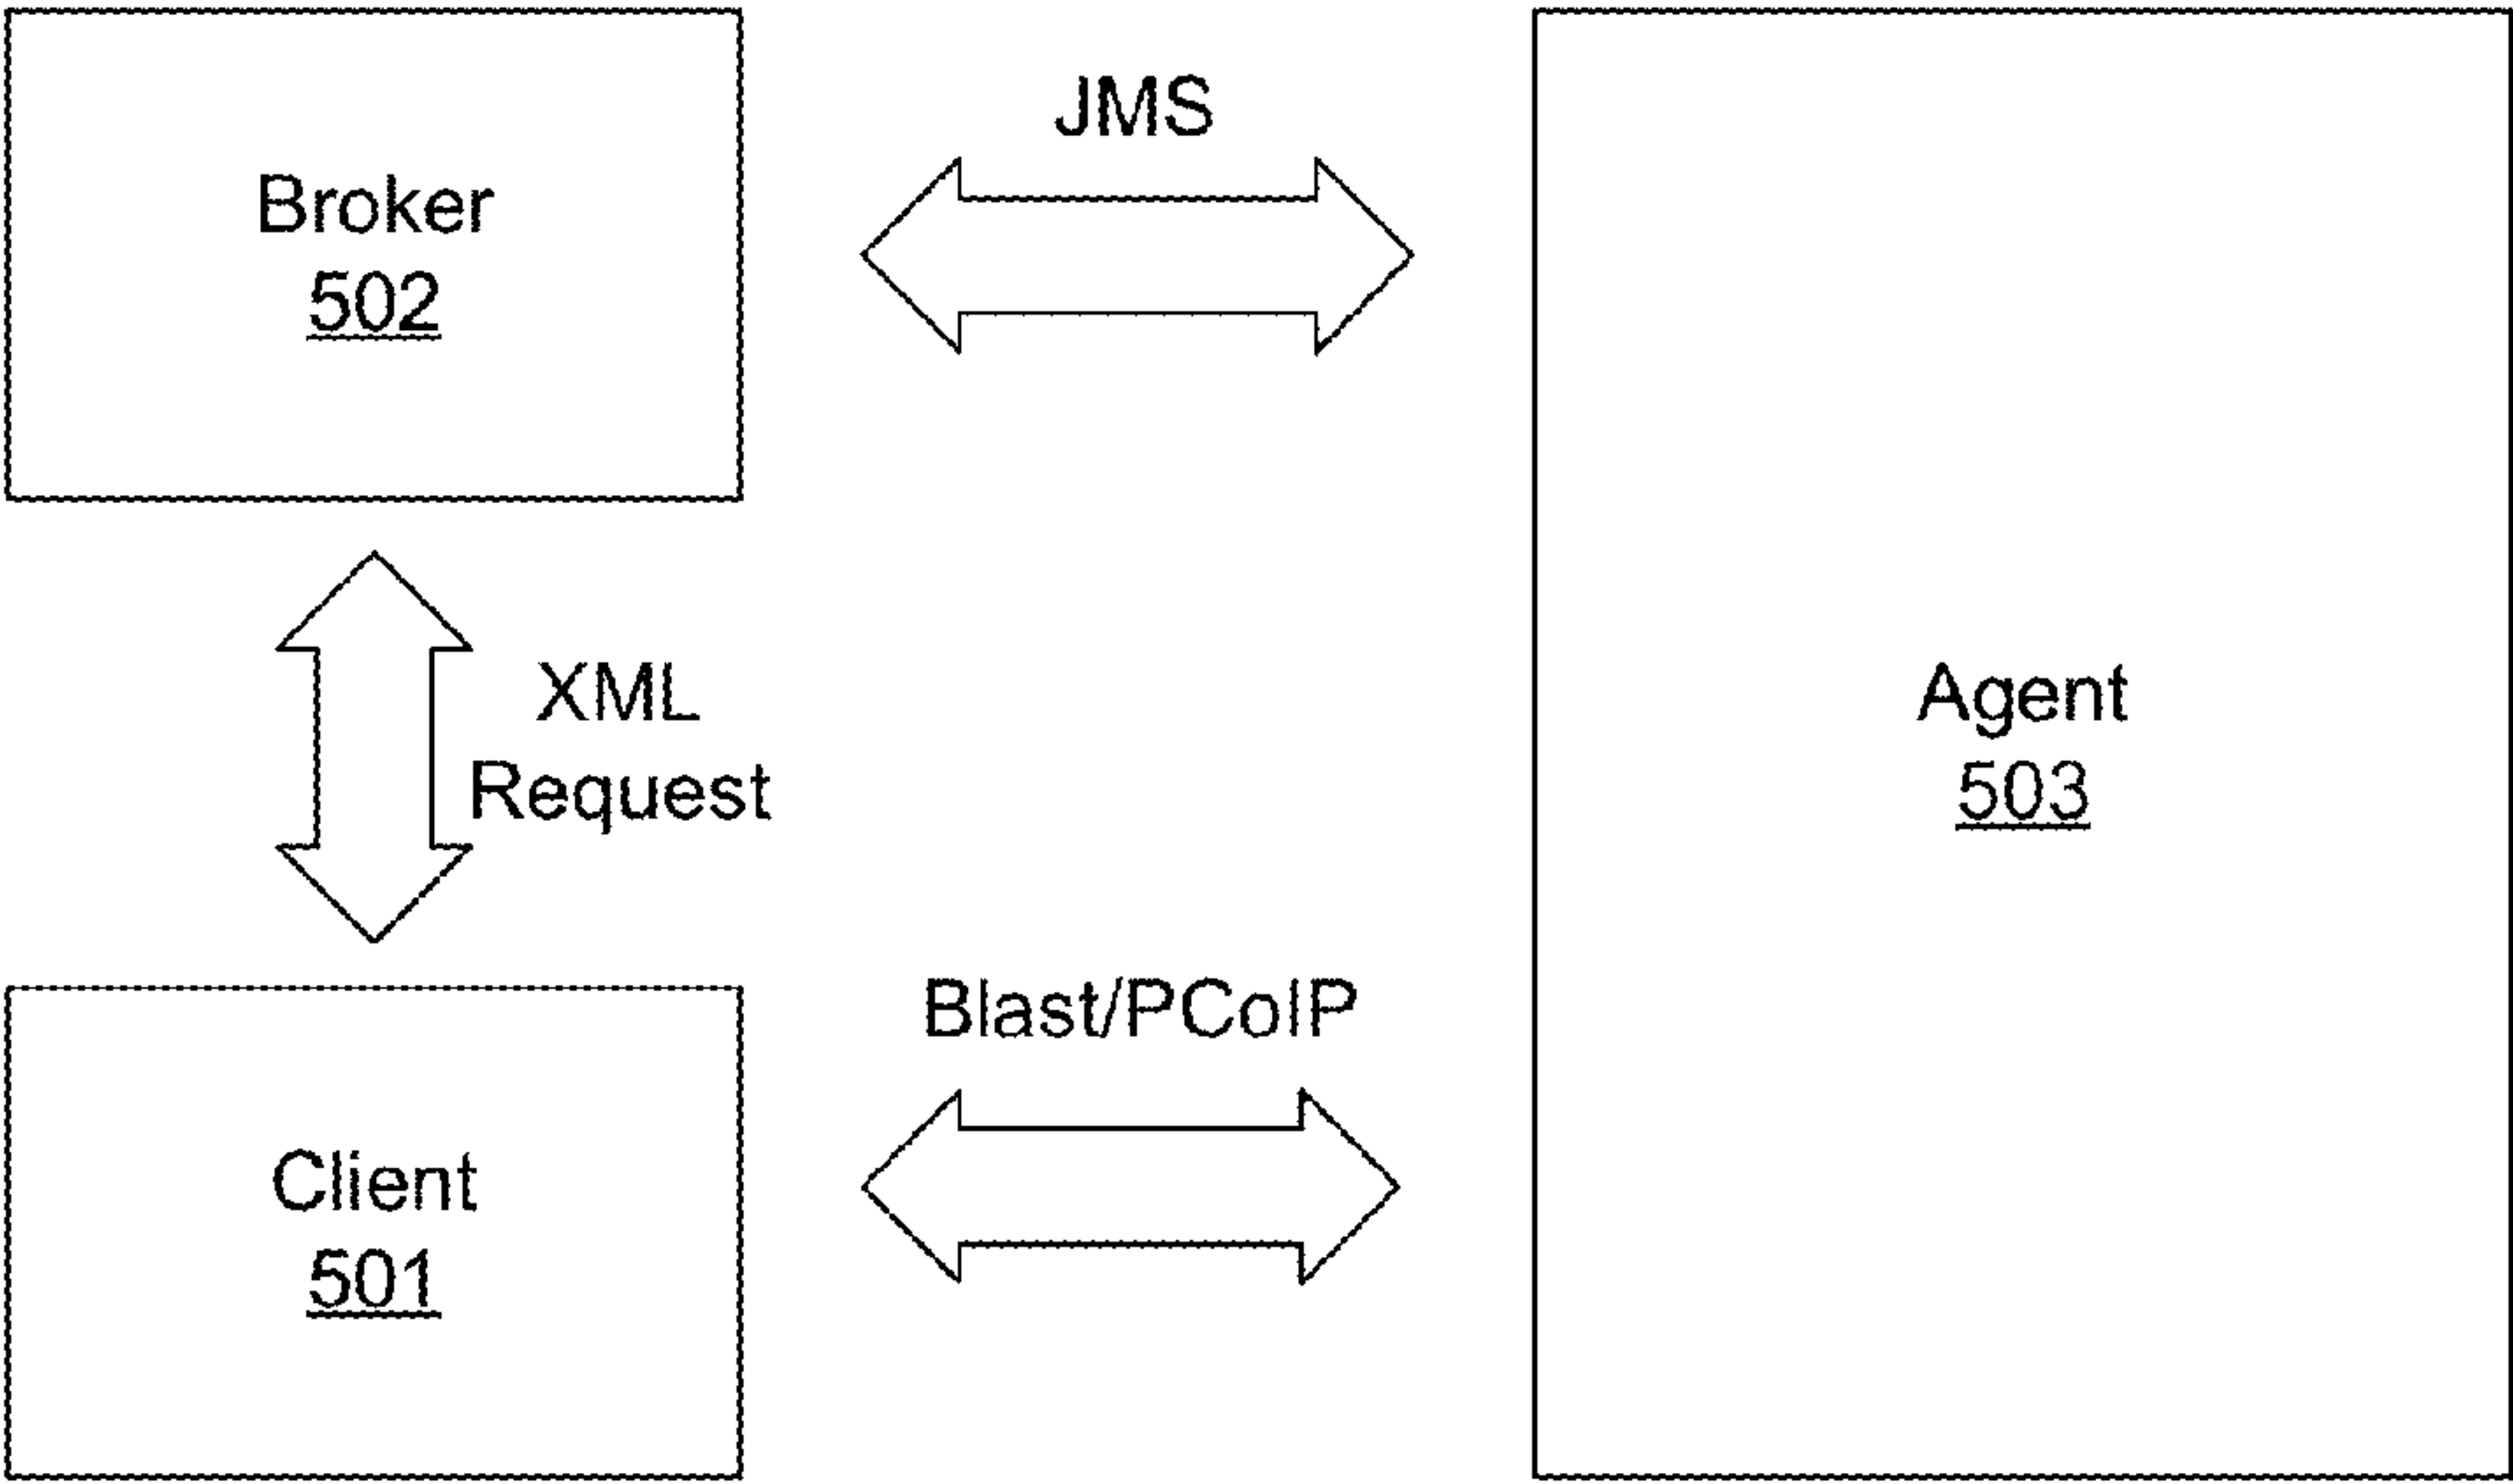 JMS
Broker
502
XML
Request
Agent
503
Blast/PCoIP
Client
501